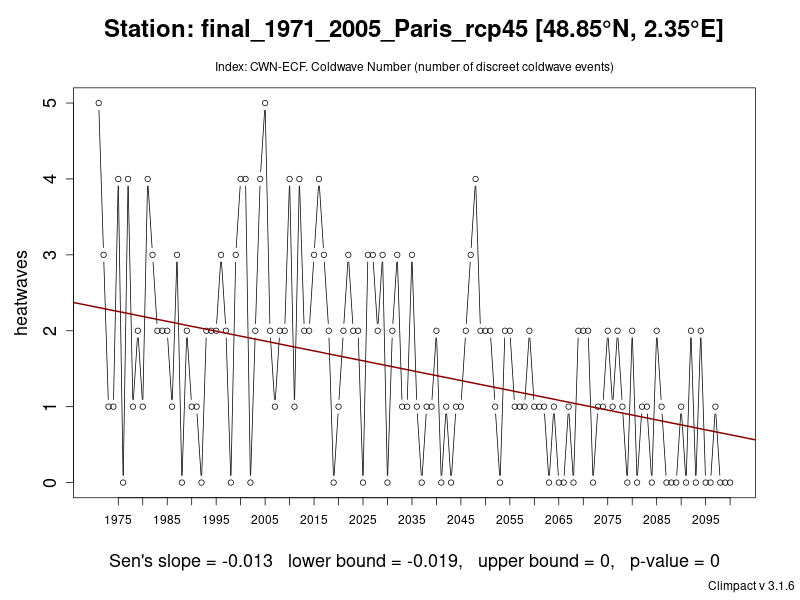 Station: final_1971_2005_Paris_rcp45 [48.85°N, 2.35°E]
Index: CWN-ECF. Coldwave Number (number of discreet coldwave events)
heatwaves
5
4
3
2
1
0
1975 1985 1995 2005 2015 2025 2035 2045 2055 2065 2075 2085 2095
Sen's slope = -0.013 lower bound = -0.019, upper bound = 0, p-value = 0
Climpact v 3.1.6